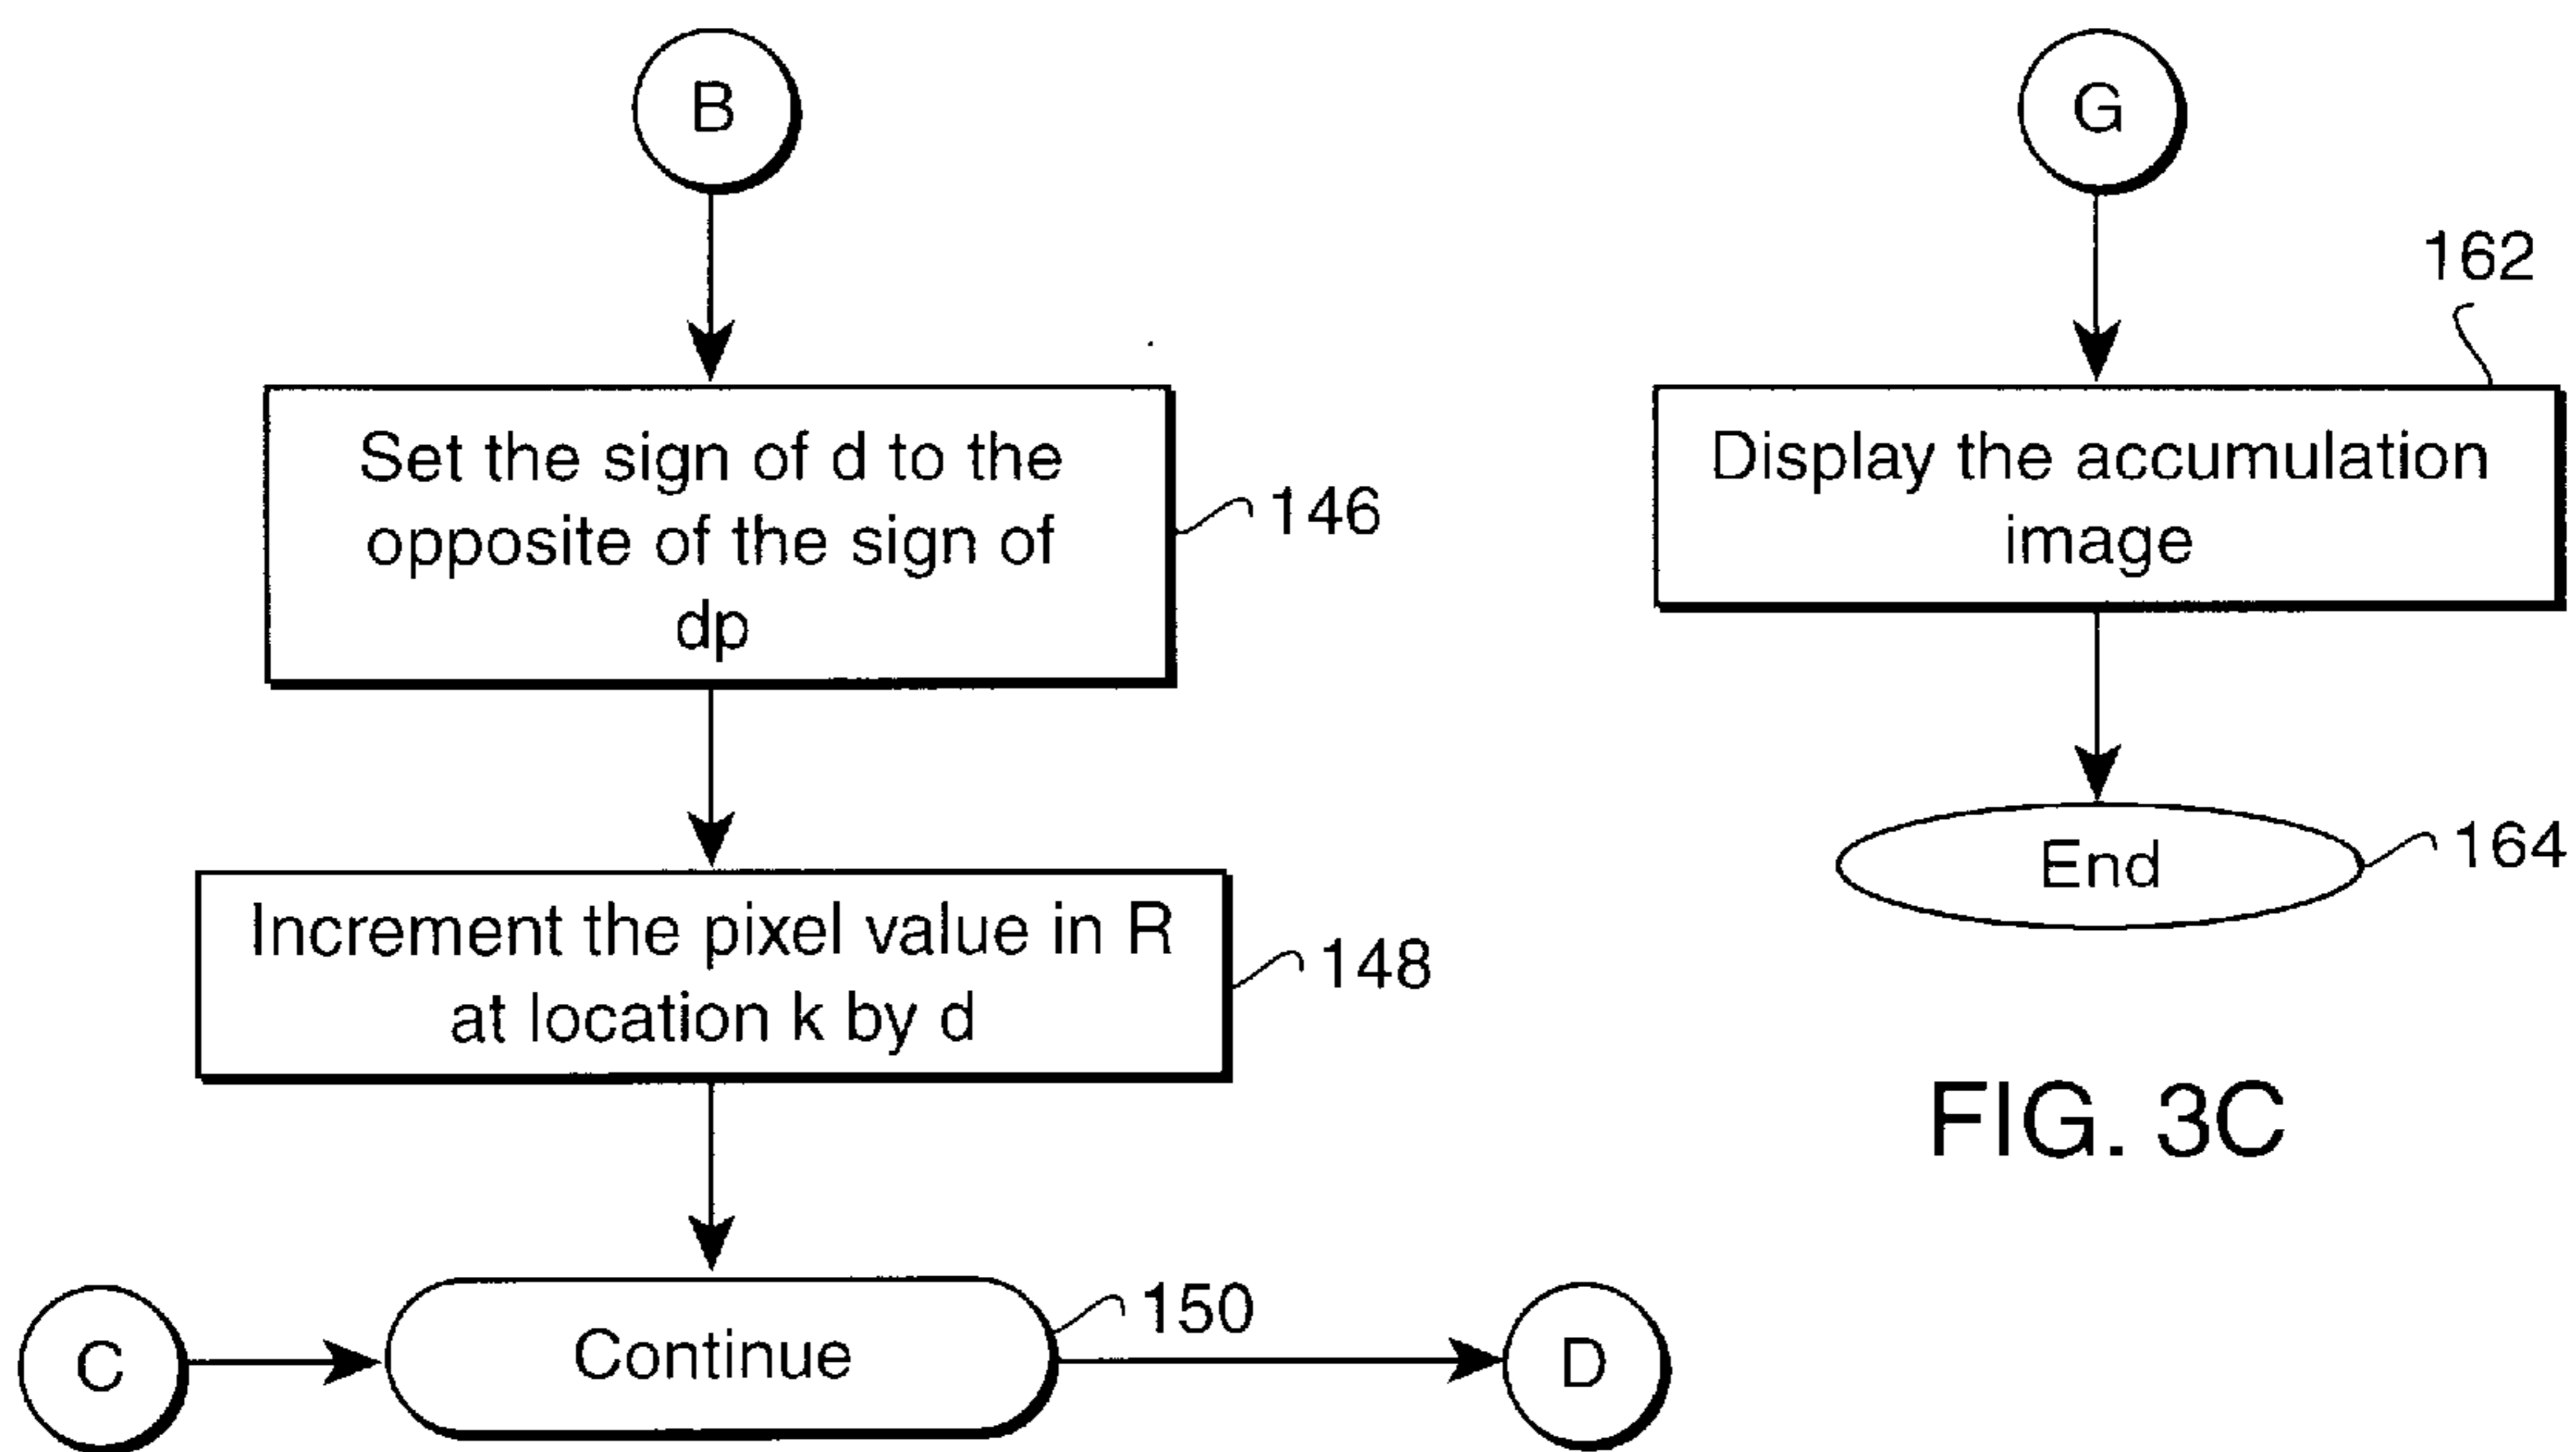 B
Set the sign of d to the
opposite of the sign of
dp
146
Increment the pixel value in R
at location k by d
148
C
Continue
150
D
G
162
Display the accumulation
image
End
164
FIG. 3C